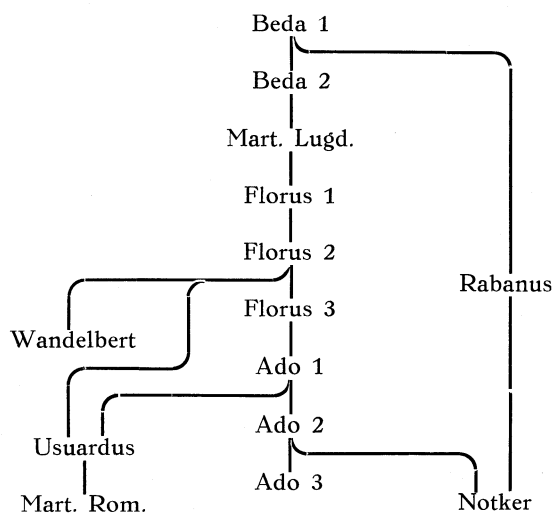 Beda 1
Beda 2
Mart. Lugd.
Florus 1
Florus 2
Rabanus
Florus 3
Wandelbert
Ado 1
Ado 2
Usuardus
Ado 3
Mart. Rom.
Notker